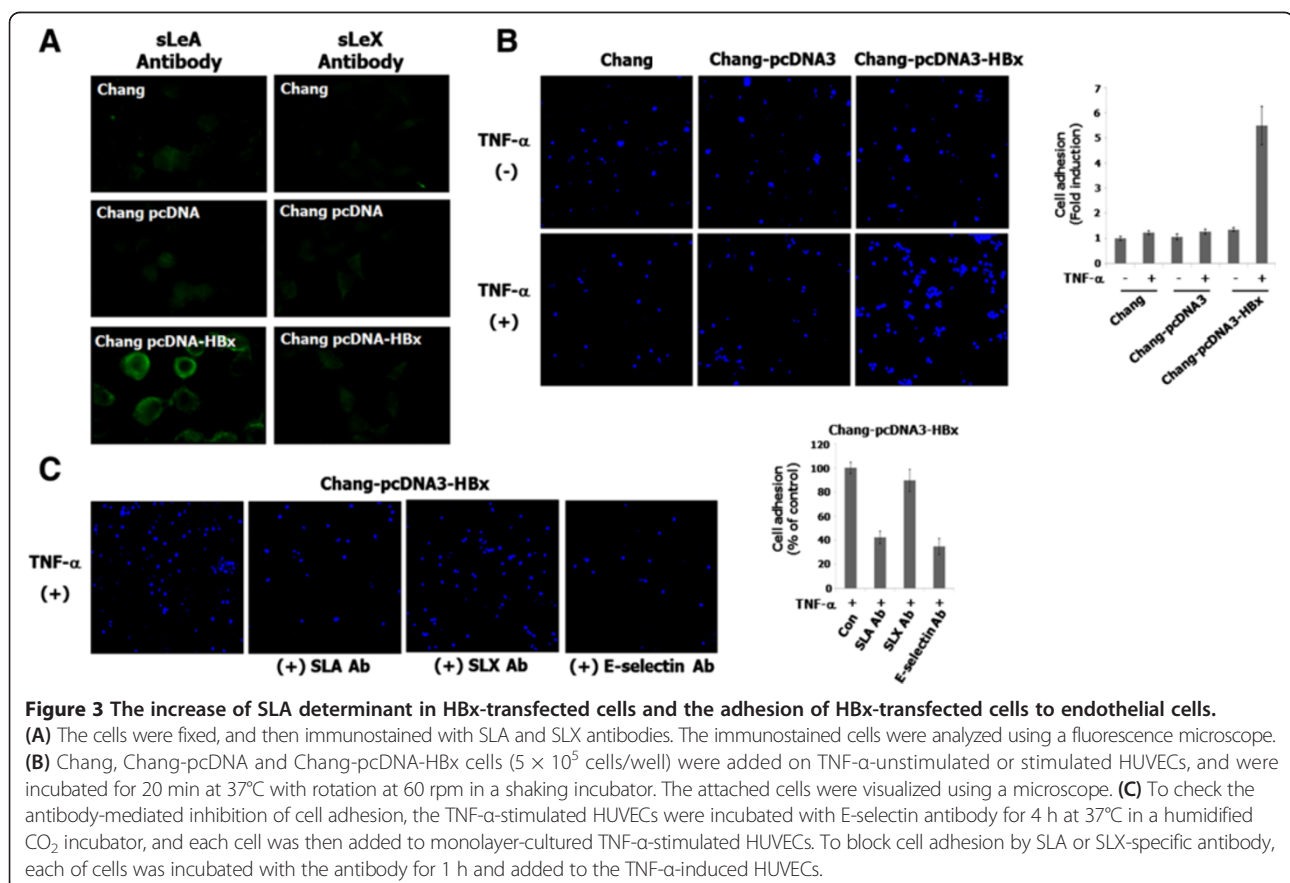 A
sLeA
Antibody
sLeX
Antibody
Chang
Chang
Chang pcDNA
Chang pcDNA
Chang pcDNA-HBx
Chang pcDNA-HBx
B
Chang
Chang-pcDNA3
Chang-pcDNA3-HBx
TNF-α
(-)
TNF-α
(+)
Cell adhesion
(Fold induction)
7
6
5
4
3
2
1
0
TNF-α - + - + - +
Chang
Chang-pcDNA3
Chang-pcDNA3-HBx
C
Chang-pcDNA3-HBx
TNF-α
(+)
(+) SLA Ab
(+) SLX Ab
(+) E-selectin Ab
Chang-pcDNA3-HBx
Cell adhesion
(% of control)
120
100
80
60
40
20
0
TNF-α + + + +
Con
SLA Ab
SLX Ab
E-selectin Ab
Figure 3 The increase of SLA determinant in HBx-transfected cells and the adhesion of HBx-transfected cells to endothelial cells.
(A) The cells were fixed, and then immunostained with SLA and SLX antibodies. The immunostained cells were analyzed using a fluorescence microscope.
(B) Chang, Chang-pcDNA and Chang-pcDNA-HBx cells (5 × 10⁵ cells/well) were added on TNF-α-unstimulated or stimulated HUVECs, and were
incubated for 20 min at 37°C with rotation at 60 rpm in a shaking incubator. The attached cells were visualized using a microscope. (C) To check the
antibody-mediated inhibition of cell adhesion, the TNF-α-stimulated HUVECs were incubated with E-selectin antibody for 4 h at 37°C in a humidified
CO₂ incubator, and each cell was then added to monolayer-cultured TNF-α-stimulated HUVECs. To block cell adhesion by SLA or SLX-specific antibody,
each of cells was incubated with the antibody for 1 h and added to the TNF-α-induced HUVECs.